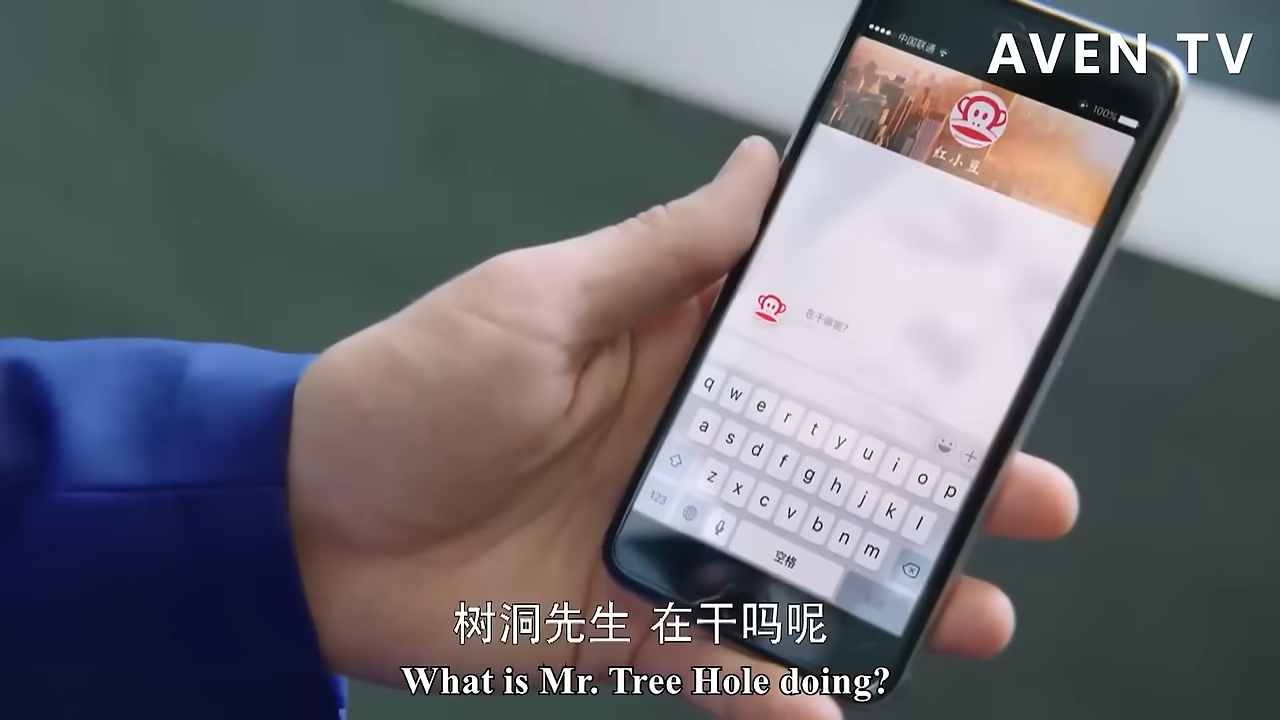 AVEN TV
中国联通
100%
红小豆
在干嘛呢?
q w e r t y u i o p
a s d f g h j k l
z x c v b n m
123
空格
树洞先生 在干吗呢
What is Mr. Tree Hole doing?